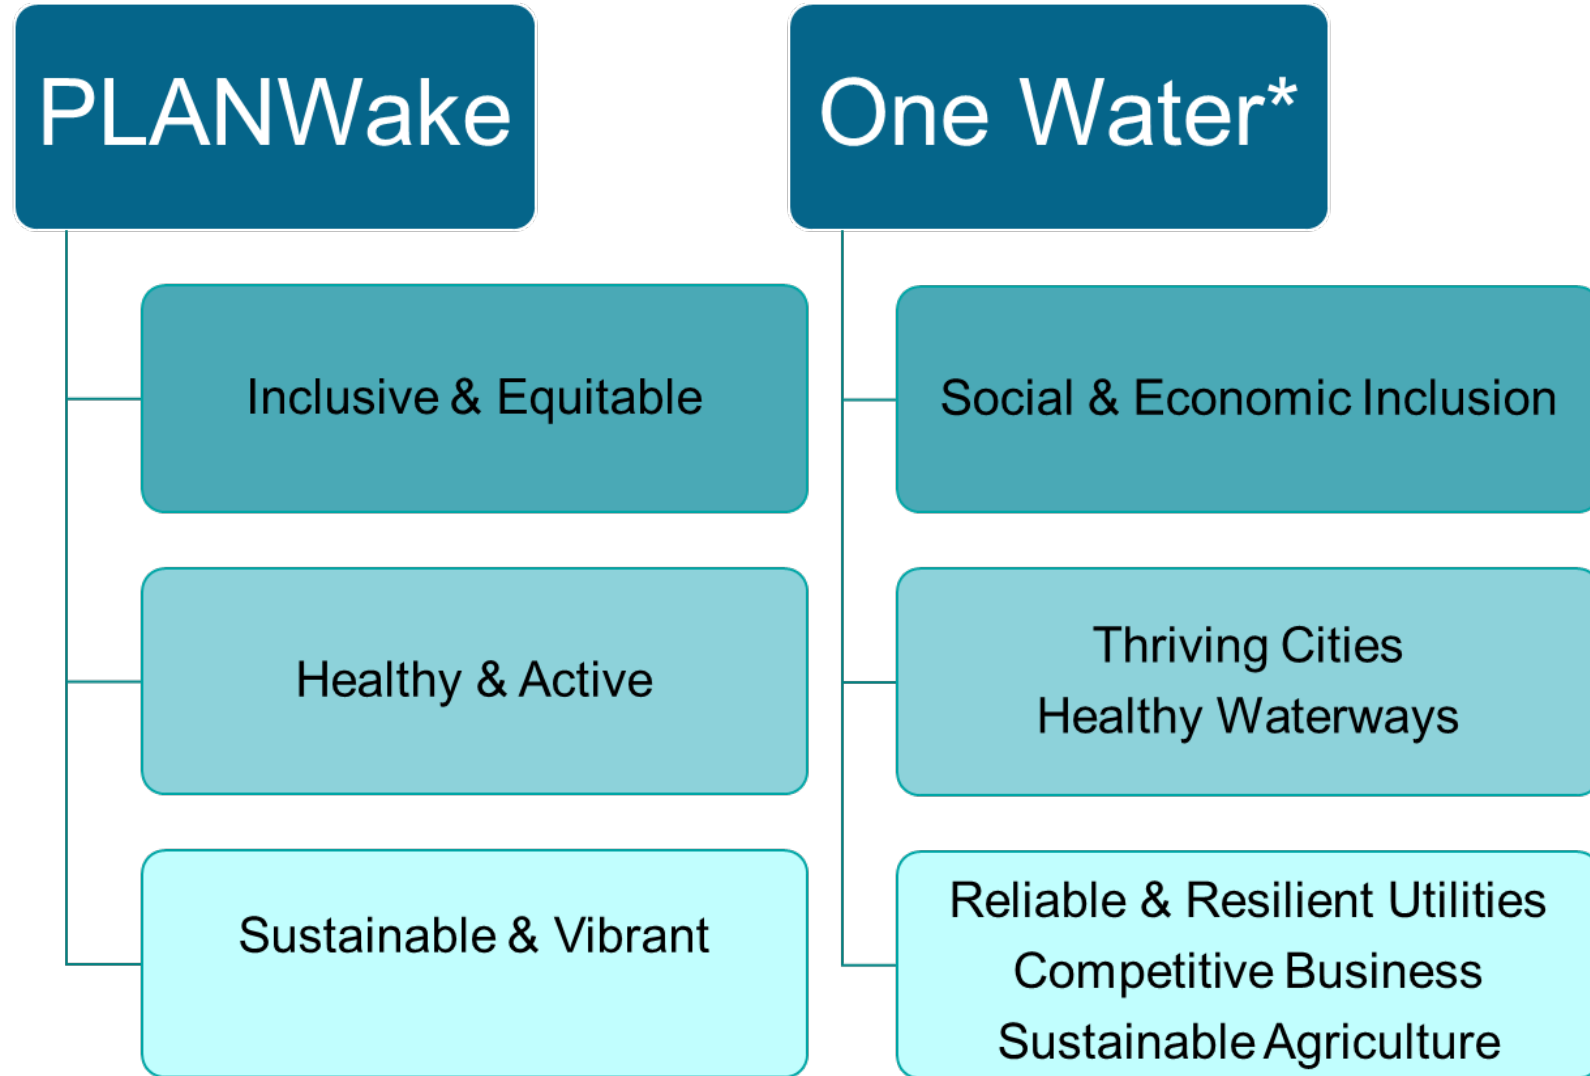 PLANWake
Inclusive & Equitable
Healthy & Active
Sustainable & Vibrant
One Water*
Social & Economic Inclusion
Thriving Cities
Healthy Waterways
Reliable & Resilient Utilities
Competitive Business
Sustainable Agriculture